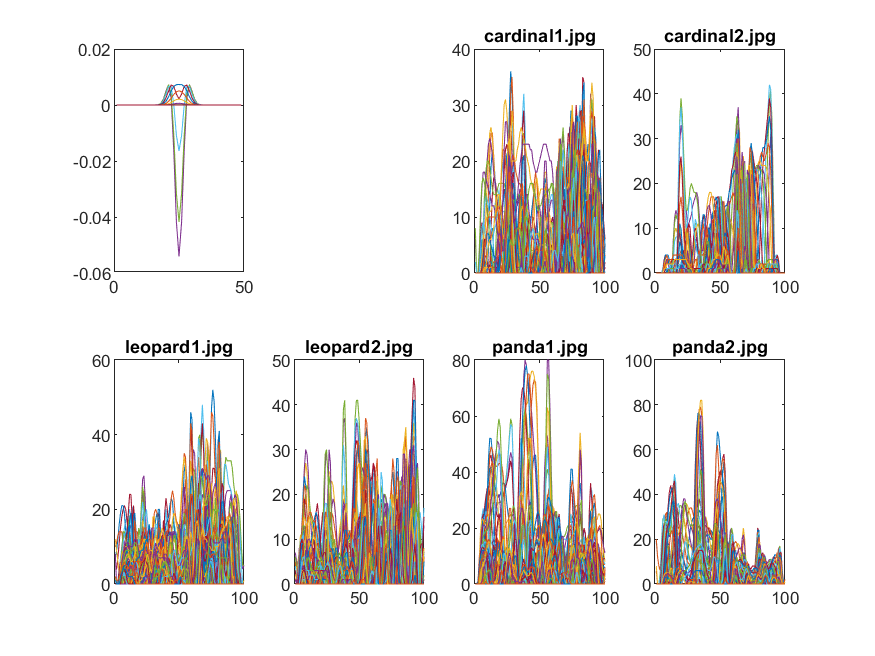 cardinal1.jpg cardinal2.jpg
0.02 40 50
0 30 40
-0.02 20 30
-0.04 10 20
-0.06 0 10
0
0 50 0 50 100 0 50 100
leopard1.jpg leopard2.jpg panda1.jpg panda2.jpg
60 50 80 100
40 40 60 80
20 30 40 60
0 20 20 40
10 0 20
0 0
0 50 100 0 50 100 0 50 100 0 50 100